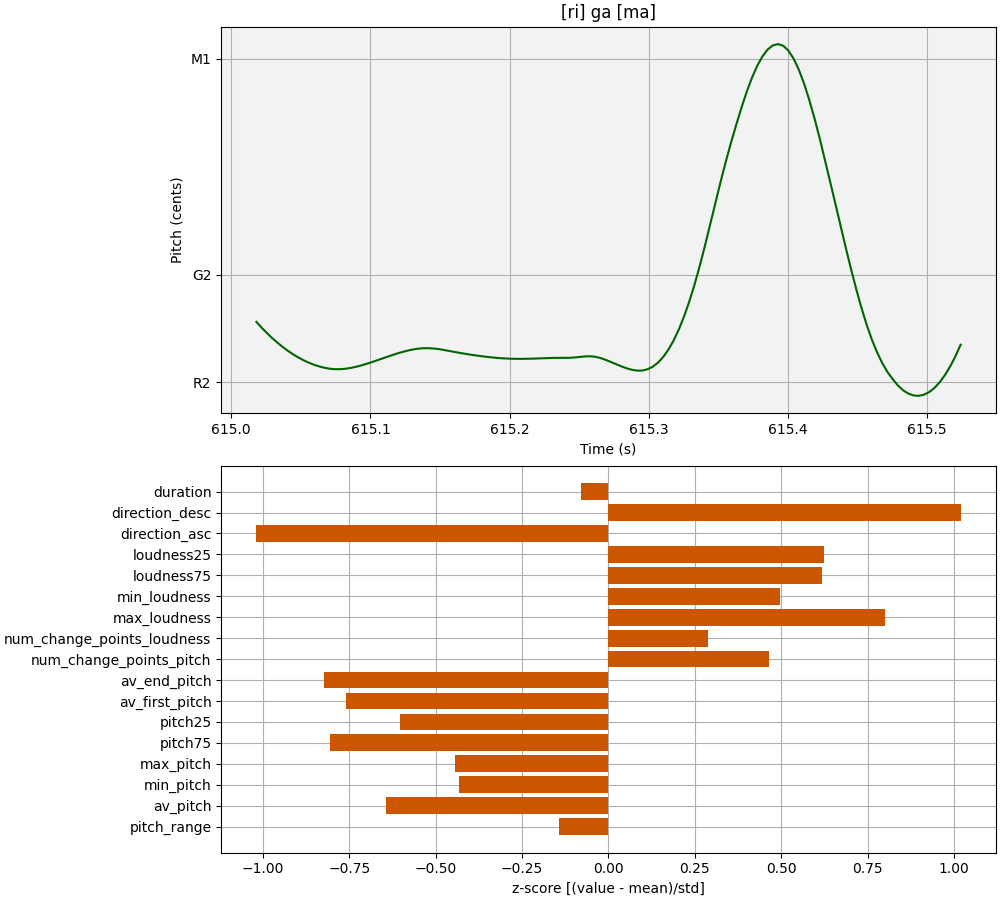 [ri] ga [ma]
M1
G2
R2
Pitch (cents)
615.0 615.1 615.2 615.3 615.4 615.5
Time (s)
duration
direction_desc
direction_asc
loudness25
loudness75
min_loudness
max_loudness
num_change_points_loudness
num_change_points_pitch
av_end_pitch
av_first_pitch
pitch25
pitch75
max_pitch
min_pitch
av_pitch
pitch_range
−1.00 −0.75 −0.50 −0.25 0.00 0.25 0.50 0.75 1.00
z-score [(value - mean)/std]